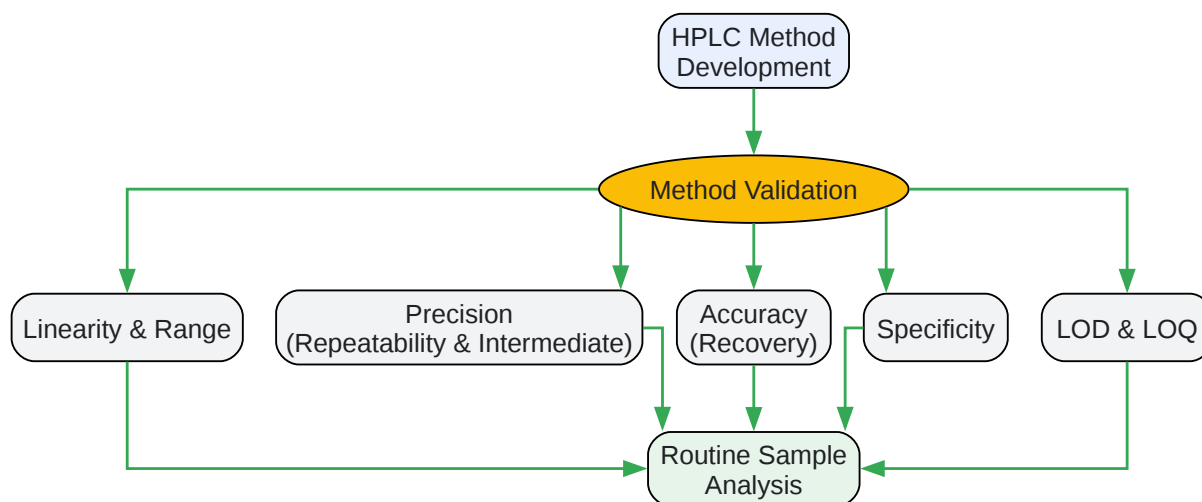 HPLC Method
Development
Method Validation
Linearity & Range
Precision
(Repeatability & Intermediate)
Accuracy
(Recovery)
Specificity
LOD & LOQ
Routine Sample
Analysis